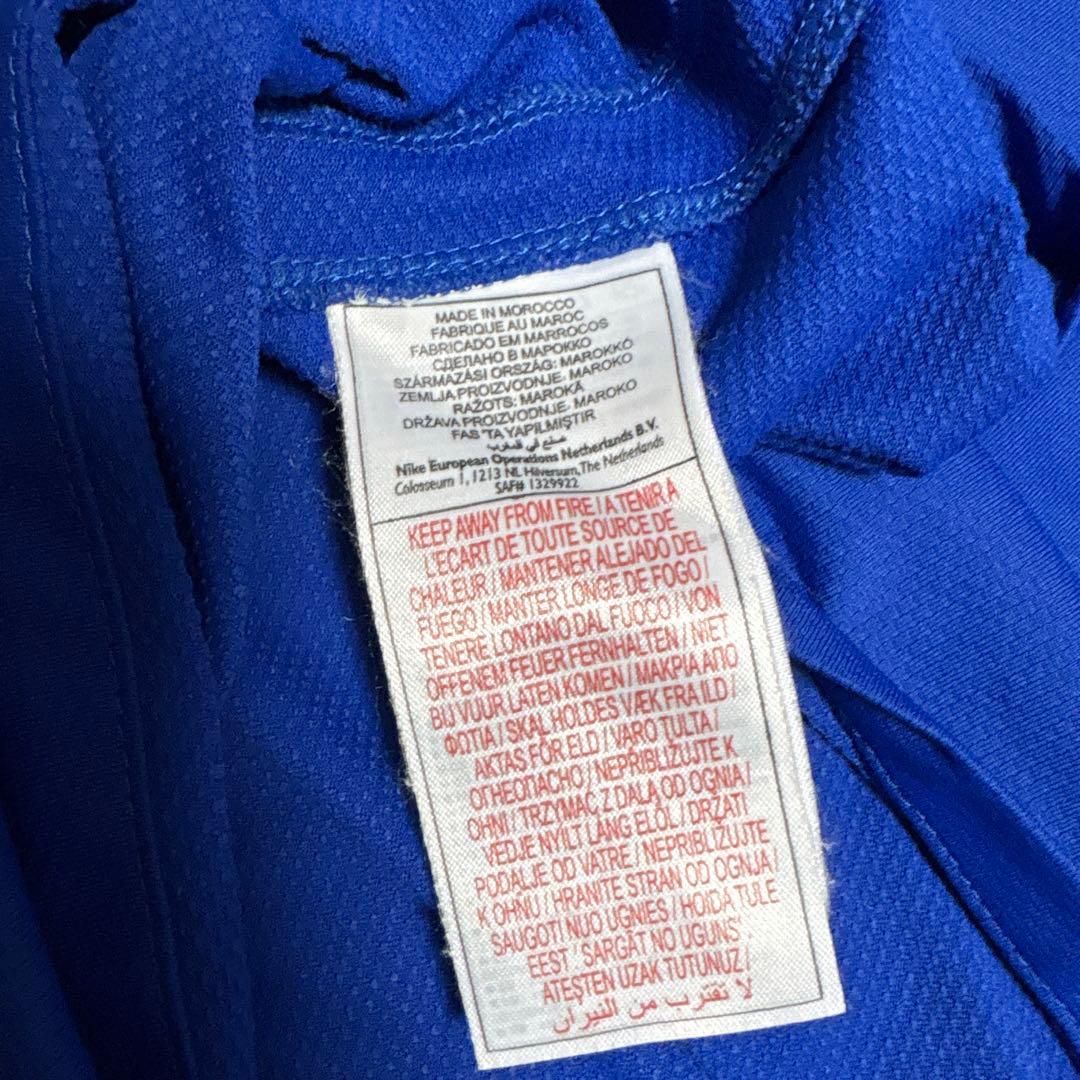 MADE IN MOROCCO
FABRIQUE AU MAROC
FABRICADO EM MARROCOS
СДЕЛАНО В МАРОККО
SZÁRMAZÁSI ORSZÁG: MAROKKÓ
ZEMLJA PROIZVODNJE, MAROKO
RAŽOTS: MAROKĀ
DRŽAVA PROIZVODNJE, MAROKO
FAS 'TA YAPILMIŞTIR
صنع في المغرب
Nike European Operations Netherlands B.V.
Colosseum 1, 1213 NL Hilversum, The Netherlands
SAF# 1329922
KEEP AWAY FROM FIRE / A TENIR A
L'ECART DE TOUTE SOURCE DE
CHALEUR / MANTENER ALEJADO DEL
FUEGO / MANTER LONGE DE FOGO /
TENERE LONTANO DAL FUOCO / VON
OFFENEM FEUER FERNHALTEN / NIET
BIJ VUUR LATEN KOMEN / ΜΑΚΡΙΑ ΑΠΟ
ΦΩΤΙΑ / SKAL HOLDES VÆK FRA ILD /
AKTAS FÖR ELD / VARO TULTA /
ОГНЕОПАСНО / NEPRIBLIŽUJTE K
OHNI / TRZYMAĆ Z DALA OD OGNIA /
VEDJE NYÍLT LÁNG ELÖL / DRŽATI
PODALJE OD VATRE / NEPRIBLIŽUJTE
K OHŇU / HRANITE STRAN OD OGNJA /
SAUGOTI NUO UGNIES / HOIDA TULE
EEST / SARGĀT NO UGUNS /
ATEŞTEN UZAK TUTUNUZ /
لا تقترب من النيران